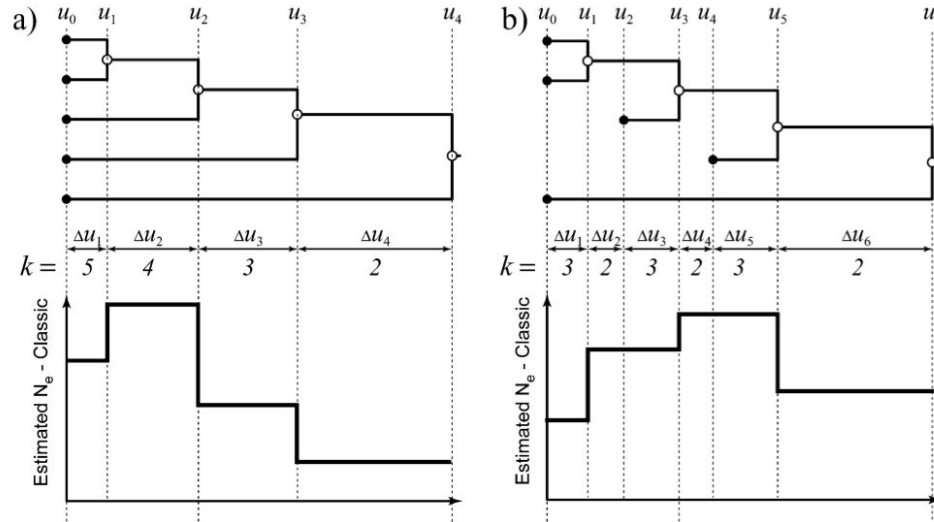 a) u0 u1 u2 u3 u4
Δu1 Δu2 Δu3 Δu4
k = 5 4 3 2
Estimated Ne - Classic
b) u0 u1 u2 u3 u4 u5 u
Δu1 Δu2 Δu3 Δu4 Δu5 Δu6
k = 3 2 3 2 3 2
Estimated Ne - Classic